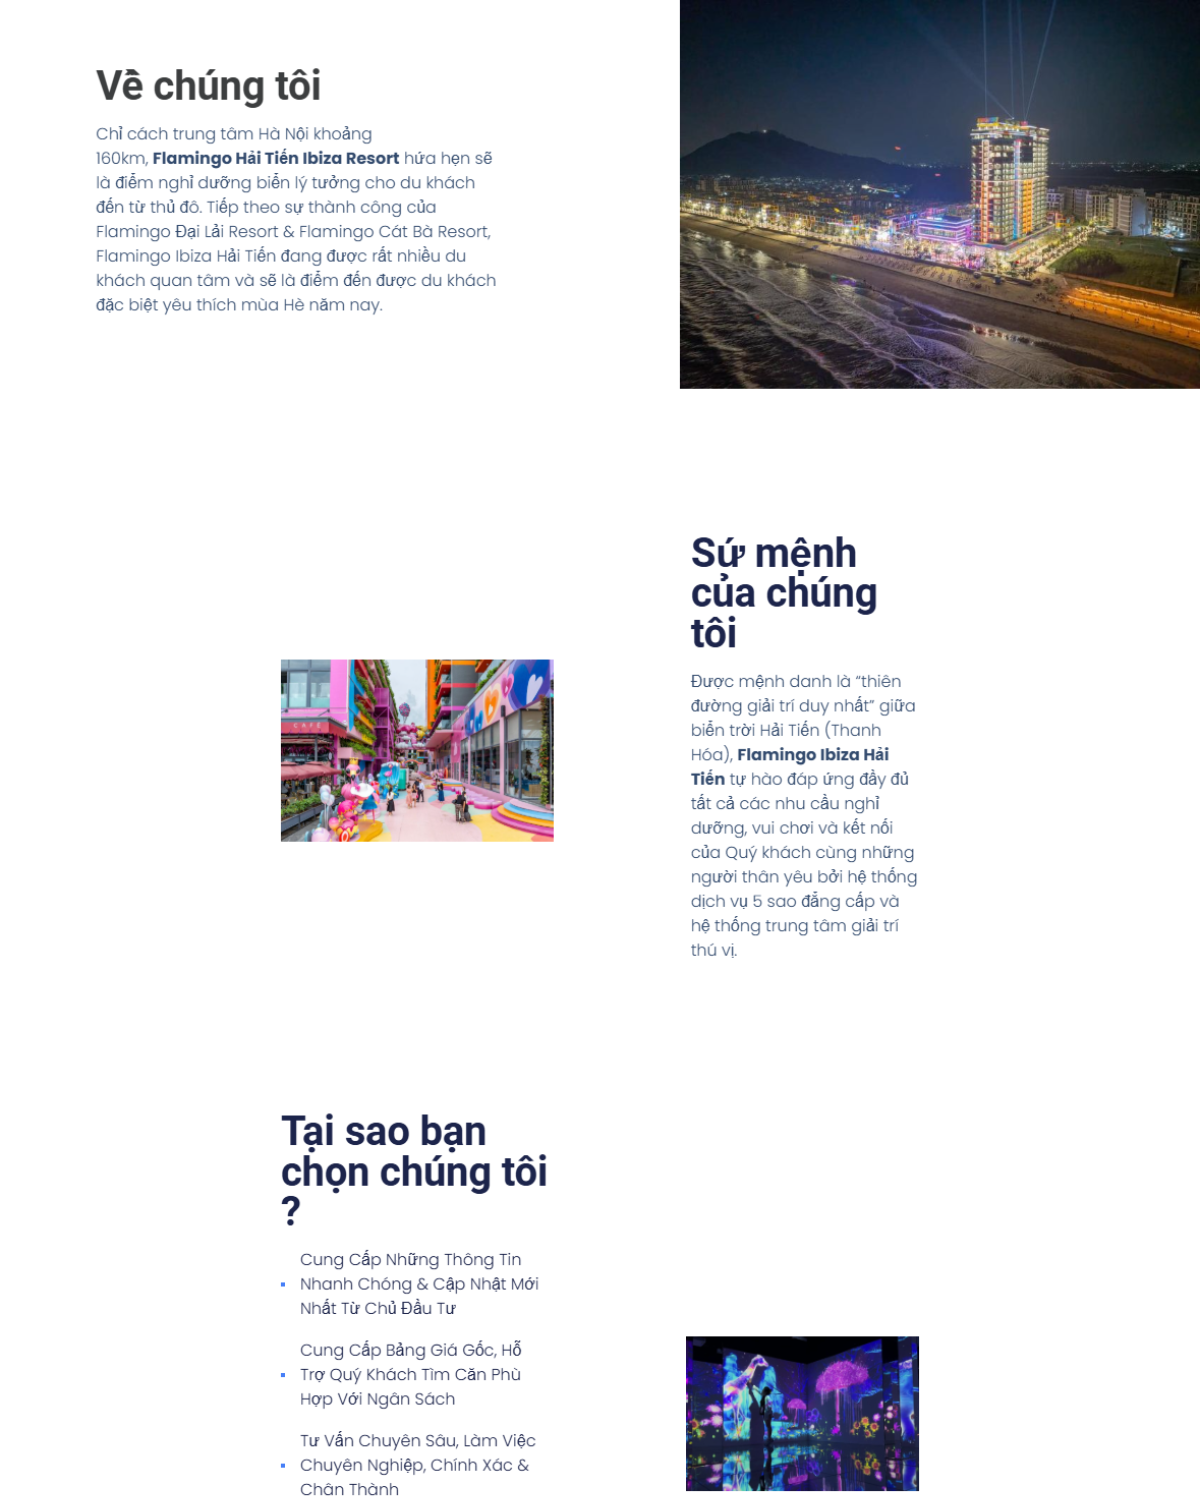 Về chúng tôi
Chỉ cách trung tâm Hà Nội khoảng
160km, Flamingo Hải Tiến Ibiza Resort hứa hẹn sẽ
là điểm nghỉ dưỡng biển lý tưởng cho du khách
đến từ thủ đô. Tiếp theo sự thành công của
Flamingo Đại Lải Resort & Flamingo Cát Bà Resort,
Flamingo Ibiza Hải Tiến đang được rất nhiều du
khách quan tâm và sẽ là điểm đến được du khách
đặc biệt yêu thích mùa Hè năm nay.
Sứ mệnh
của chúng
tôi
Được mệnh danh là “thiên
đường giải trí duy nhất” giữa
biển trời Hải Tiến (Thanh
Hóa), Flamingo Ibiza Hải
Tiến tự hào đáp ứng đầy đủ
tất cả các nhu cầu nghỉ
dưỡng, vui chơi và kết nối
của Quý khách cùng những
người thân yêu bởi hệ thống
dịch vụ 5 sao đẳng cấp và
hệ thống trung tâm giải trí
thú vị.
CAFE
Tại sao bạn
chọn chúng tôi
?
Cung Cấp Những Thông Tin
Nhanh Chóng & Cập Nhật Mới
Nhất Từ Chủ Đầu Tư
Cung Cấp Bảng Giá Gốc, Hỗ
Trợ Quý Khách Tìm Căn Phù
Hợp Với Ngân Sách
Tư Vấn Chuyên Sâu, Làm Việc
Chuyên Nghiệp, Chính Xác &
Chân Thành